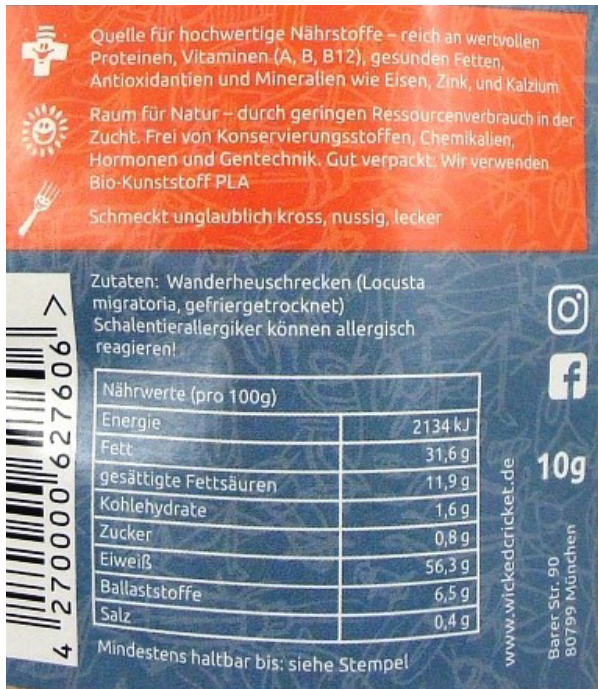 Quelle für hochwertige Nährstoffe – reich an wertvollen
Proteinen, Vitaminen (A, B, B12), gesunden Fetten,
Antioxidantien und Mineralien wie Eisen, Zink, und Kalzium
Raum für Natur – durch geringen Ressourcenverbrauch in der
Zucht. Frei von Konservierungsstoffen, Chemikalien,
Hormonen und Gentechnik. Gut verpackt: Wir verwenden
Bio-Kunststoff PLA
Schmeckt unglaublich kross, nussig, lecker
Zutaten: Wanderheuschrecken (Locusta
migratoria, gefriergetrocknet)
Schalentierallergiker können allergisch
reagieren!
Nährwerte (pro 100g)
Energie 2134 kJ
Fett 31,6 g
gesättigte Fettsäuren 11,9 g
Kohlehydrate 1,6 g
Zucker 0,8 g
Eiweiß 56,3 g
Ballaststoffe 6,5 g
Salz 0,4 g
Mindestens haltbar bis: siehe Stempel
4 270000 627606 >
10g
www.wickedcricket.de
Barer Str. 90
80799 München